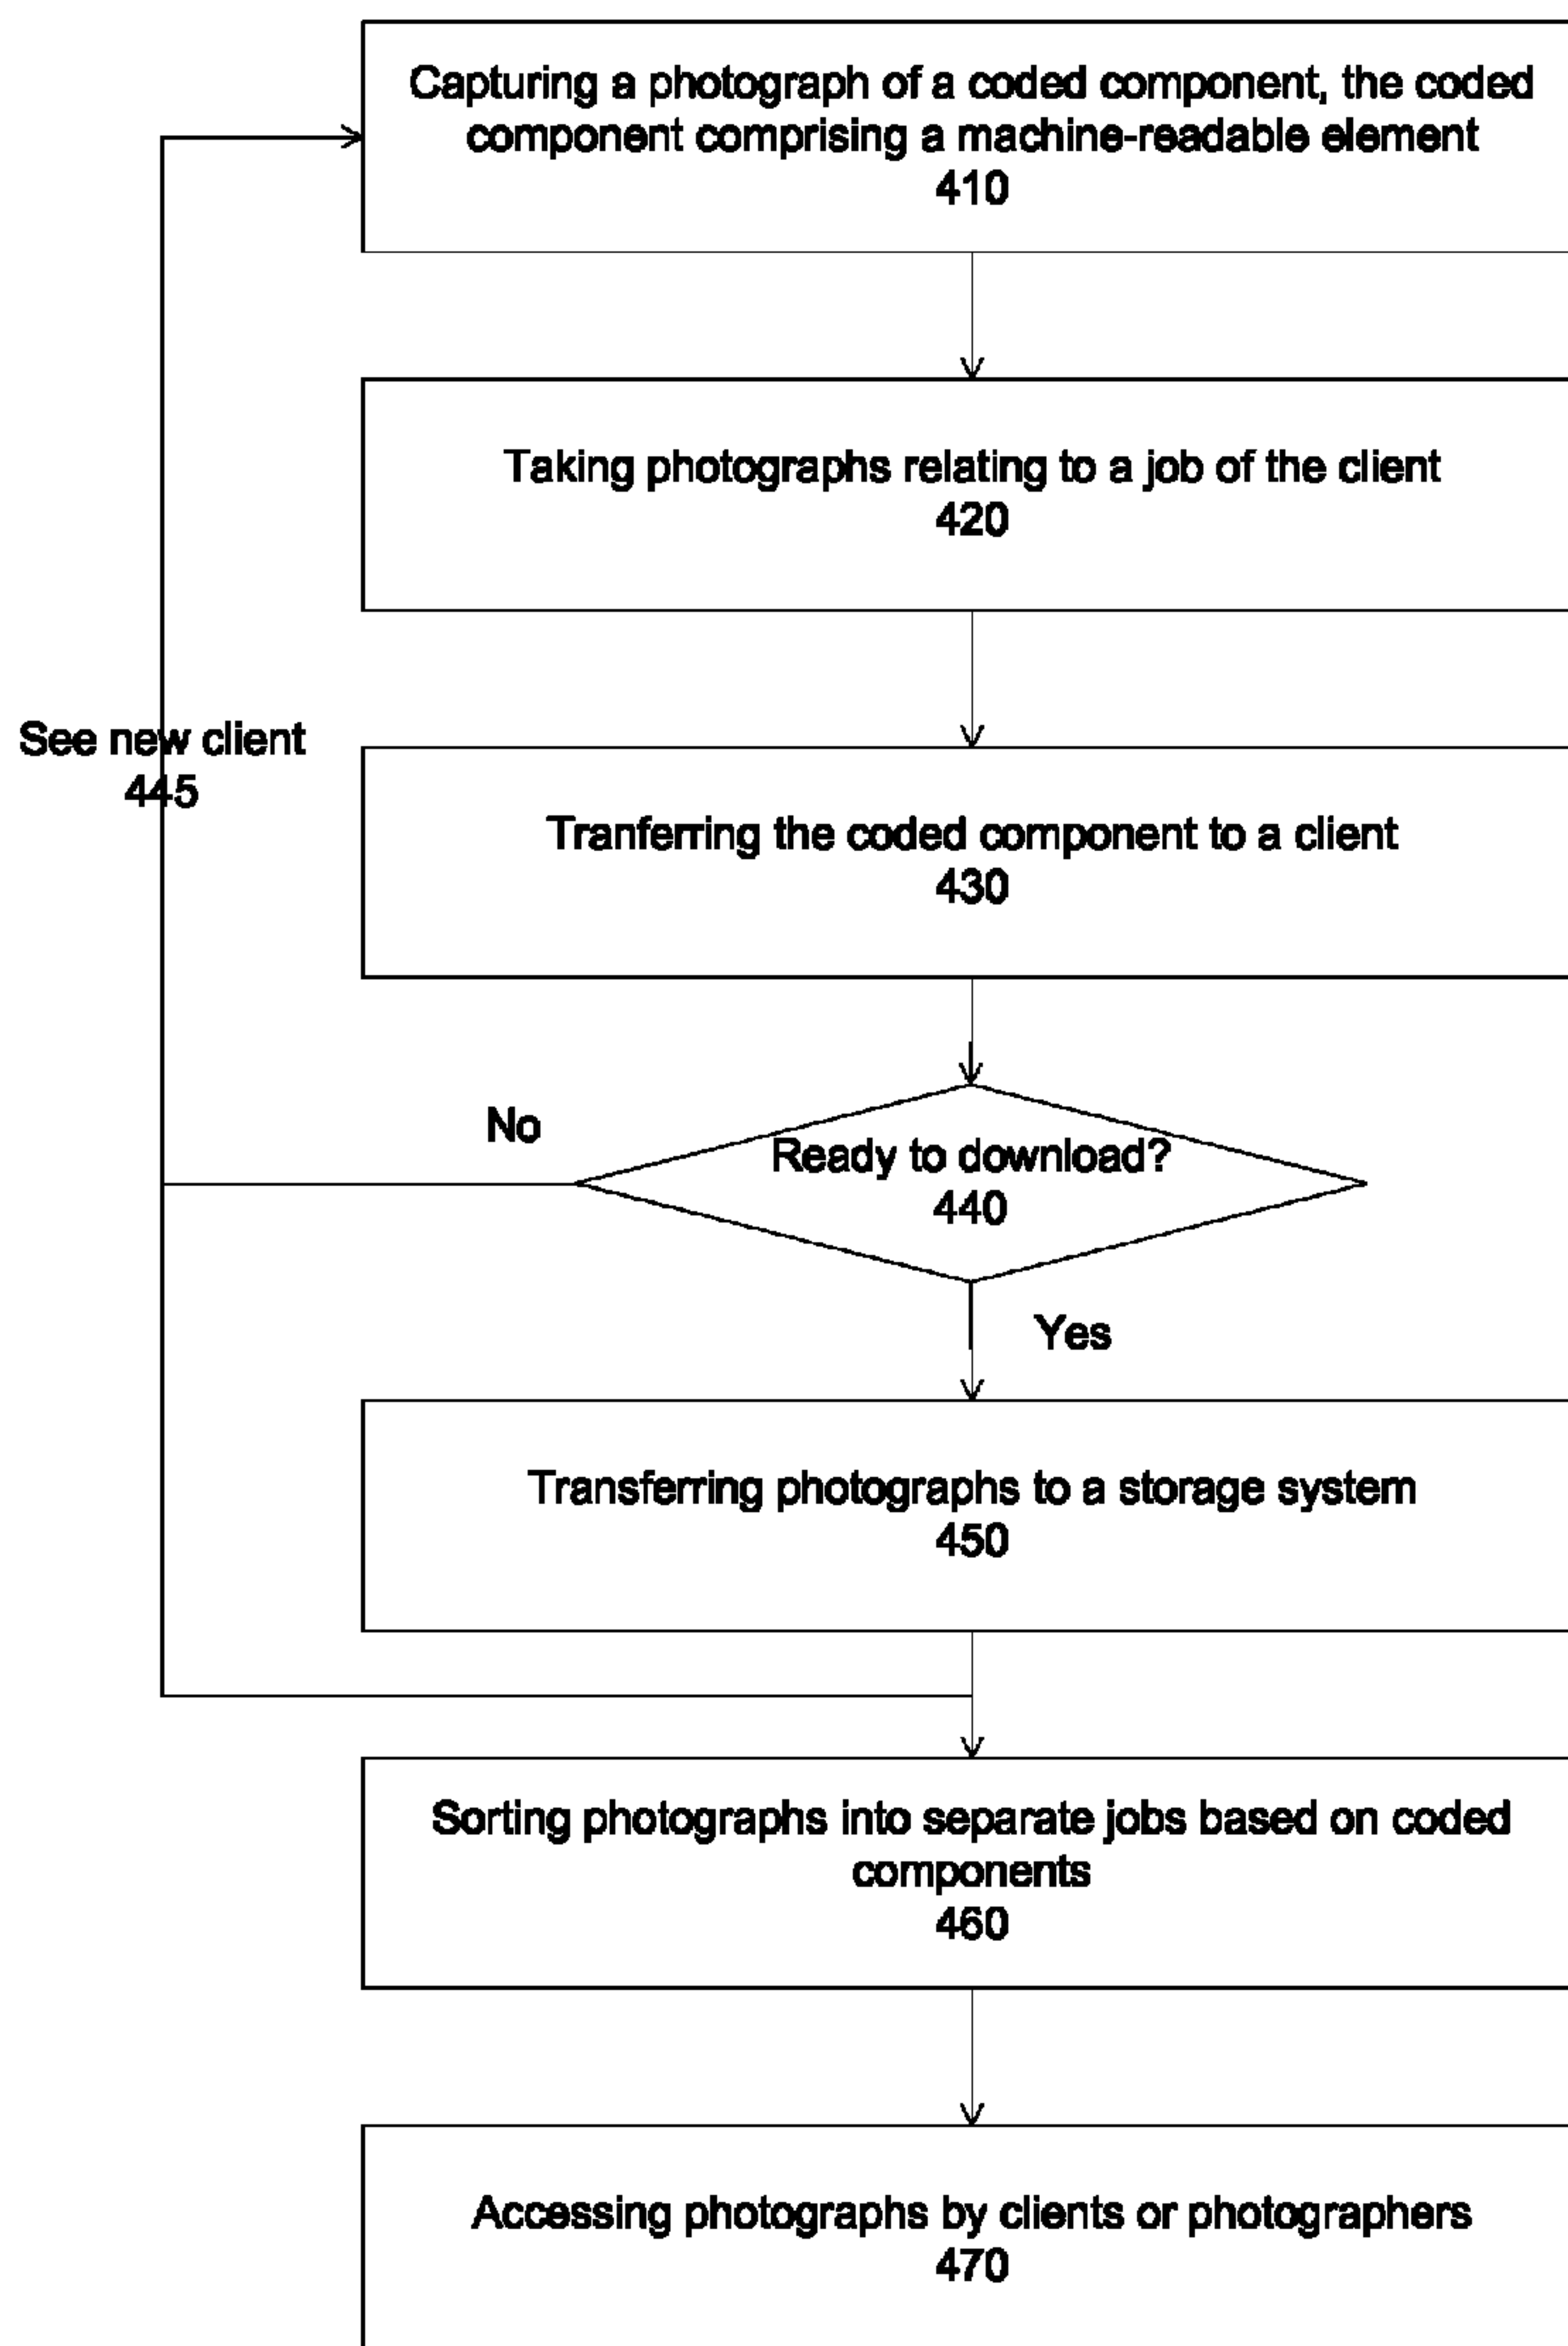 Capturing a photograph of a coded component, the coded
component comprising a machine-readable element
410
Taking photographs relating to a job of the client
420
See new client
445
Tranferring the coded component to a client
430
No
Ready to download?
440
Yes
Transferring photographs to a storage system
450
Sorting photographs into separate jobs based on coded
components
460
Accessing photographs by clients or photographers
470